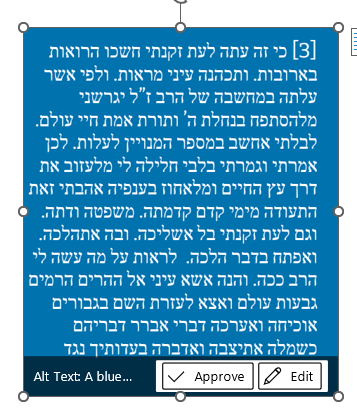 [3] כי זה עתה לעת זקנתי חשכו הרואות
בארובות. ותכהנה עיני מראות. ולפי אשר
עלתה במחשבה של הרב ז"ל יגרשני
מלהסתפח בנחלת ה' ותורת אמת חיי עולם.
לבלתי אחשב במספר המנויין לעלות. לכן
אמרתי וגמרתי בלבי חלילה לי מלעזוב את
דרך עץ החיים ומלאחוז בענפיה אהבתי זאת
התעודה מימי קדם קדמתה. משפטה ודתה.
וגם לעת זקנתי בל אשליכה. ובה אתהלכה.
ואפתח בדבר הלכה. לראות על מה עשה לי
הרב ככה. והנה אשא עיני אל ההרים הרמים
גבעות עולם ואצא לעזרת השם בגבורים
אוכיחה ואערכה דברי אברר דבריהם
כשמלה אתיצבה ואדברה בעדותיך נגד
Alt Text: A blue...
Approve
Edit